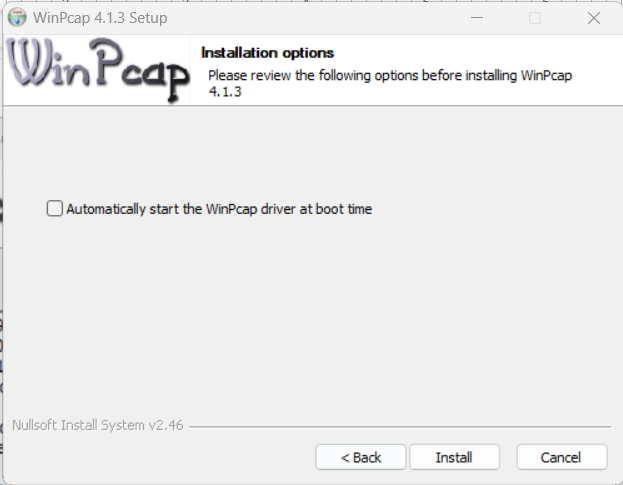 WinPcap 4.1.3 Setup
WinPcap
Installation options
Please review the following options before installing WinPcap
4.1.3
Automatically start the WinPcap driver at boot time
Nullsoft Install System v2.46
< Back
Install
Cancel